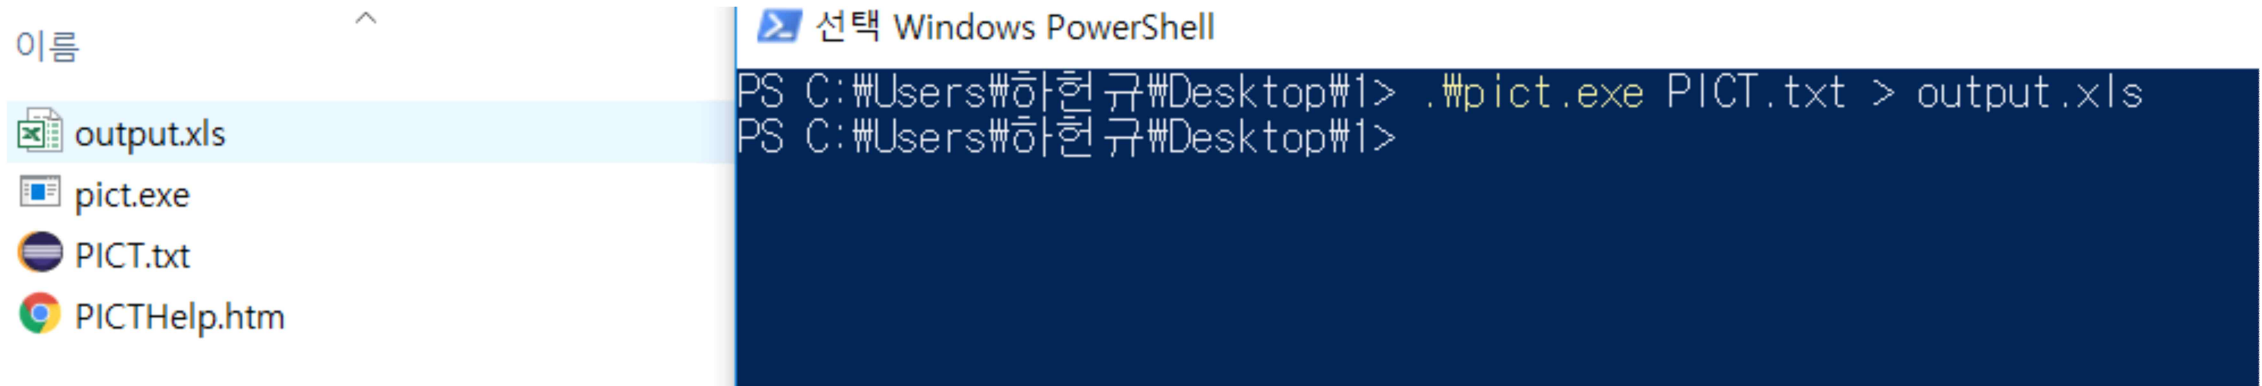 이름
output.xls
pict.exe
PICT.txt
PICTHelp.htm
선택 Windows PowerShell
PS C:₩Users₩하헌규₩Desktop₩1> .₩pict.exe PICT.txt > output.xls
PS C:₩Users₩하헌규₩Desktop₩1>